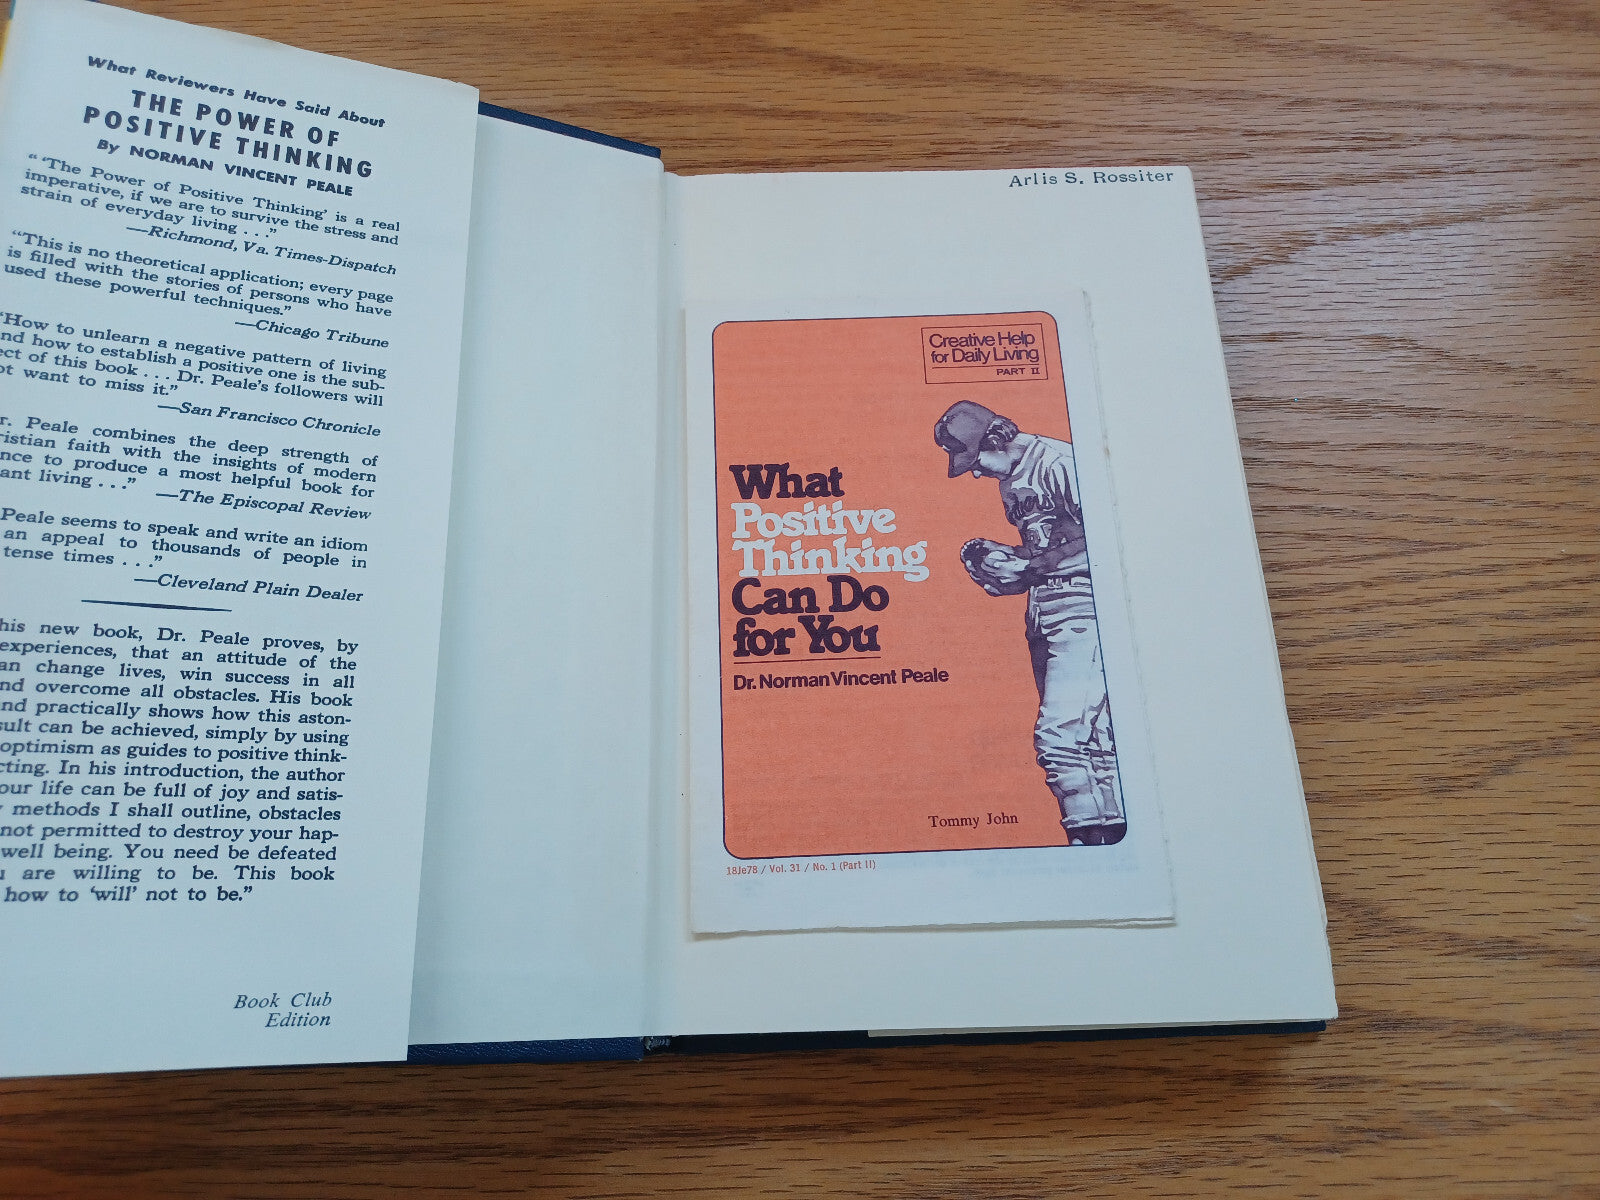 What Reviewers Have Said About
THE POWER OF
POSITIVE THINKING
By NORMAN VINCENT PEALE
“ ‘The Power of Positive Thinking’ is a real
imperative, if we are to survive the stress and
strain of everyday living . . .”
—Richmond, Va. Times-Dispatch
“This is no theoretical application; every page
is filled with the stories of persons who have
used these powerful techniques.”
—Chicago Tribune
“How to unlearn a negative pattern of living
nd how to establish a positive one is the sub-
ect of this book . . . Dr. Peale’s followers will
ot want to miss it.”
—San Francisco Chronicle
r. Peale combines the deep strength of
ristian faith with the insights of modern
nce to produce a most helpful book for
ant living . . .”
—The Episcopal Review
Peale seems to speak and write an idiom
an appeal to thousands of people in
tense times . . .”
—Cleveland Plain Dealer
his new book, Dr. Peale proves, by
experiences, that an attitude of the
an change lives, win success in all
nd overcome all obstacles. His book
nd practically shows how this aston-
sult can be achieved, simply by using
optimism as guides to positive think-
cting. In his introduction, the author
our life can be full of joy and satis-
y methods I shall outline, obstacles
not permitted to destroy your hap-
well being. You need be defeated
u are willing to be. This book
how to ‘will’ not to be.”
Book Club
Edition
Arlis S. Rossiter
Creative Help
for Daily Living
PART II
What
Positive
Thinking
Can Do
for You
Dr. Norman Vincent Peale
Tommy John
18Je78 / Vol. 31 / No. 1 (Part II)